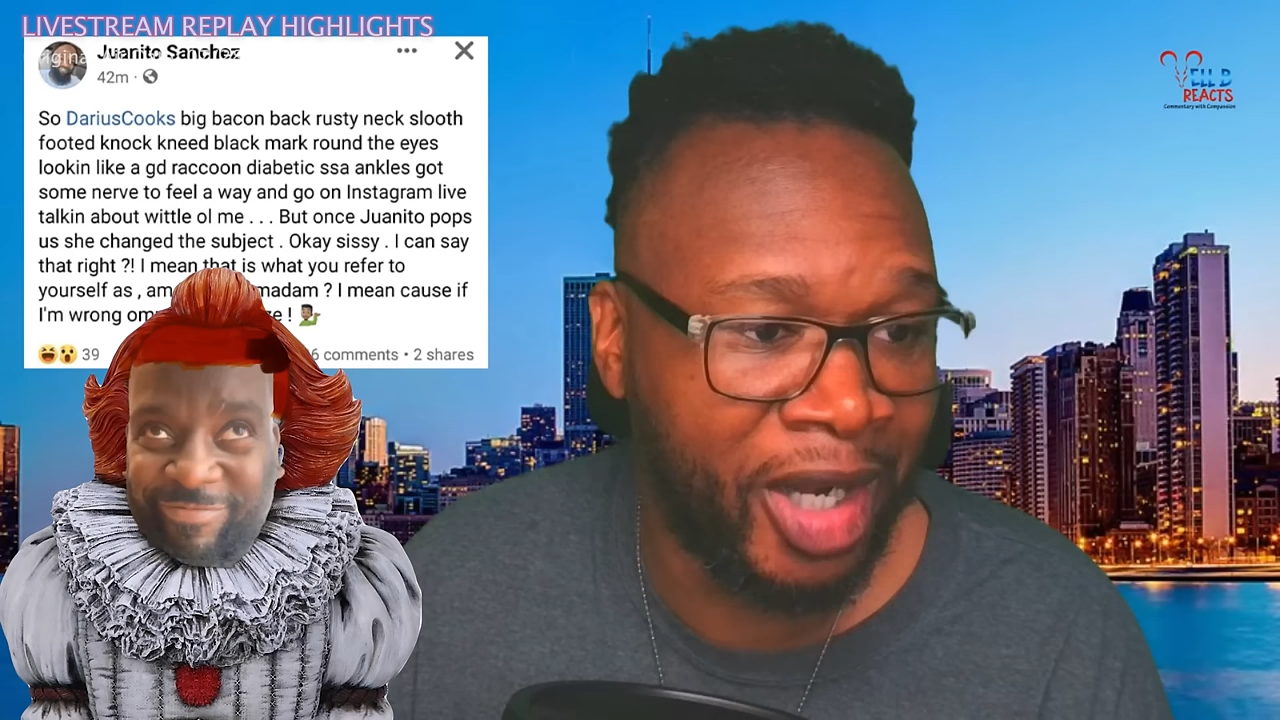 LIVESTREAM REPLAY HIGHLIGHTS
Juanito Sanchez
42m
So DariusCooks big bacon back rusty neck slooth
footed knock kneed black mark round the eyes
lookin like a gd raccoon diabetic ssa ankles got
some nerve to feel a way and go on Instagram live
talkin about wittle ol me . . . But once Juanito pops
us she changed the subject . Okay sissy . I can say
that right ?! I mean that is what you refer to
yourself as , madam ? I mean cause if
I'm wrong !
39 comments • 2 shares
REACTS
Commentary with Compassion